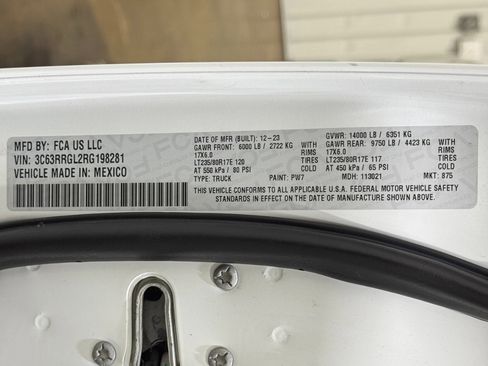 MFD BY: FCA US LLC
VIN: 3C63RRGL2RG198281
VEHICLE MADE IN: MEXICO
DATE OF MFR (BUILT): 12-23
GVWR: 14000 LB / 6351 KG
GAWR FRONT: 6000 LB / 2722 KG WITH
17X6.0 RIMS
LT235/80R17E 120 TIRES
AT 550 kPa / 80 PSI COLD
TYPE: TRUCK
PAINT: PW7
GAWR REAR: 9750 LB / 4423 KG WITH
17X6.0 RIMS
LT235/80R17E 117 TIRES
AT 450 kPa / 65 PSI COLD
MDH: 113021
MKT: 875
THIS VEHICLE CONFORMS TO ALL APPLICABLE U.S.A. FEDERAL MOTOR VEHICLE SAFETY
STANDARDS IN EFFECT ON THE DATE OF MANUFACTURE SHOWN ABOVE.